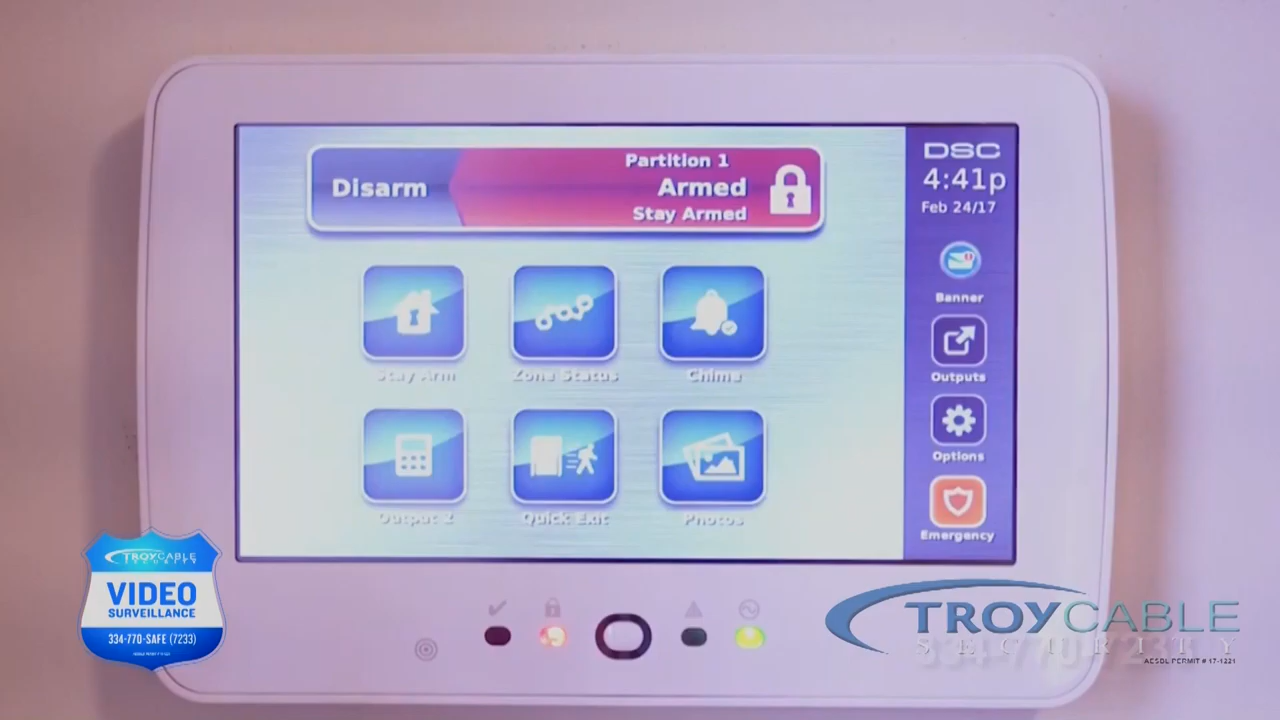 Partition 1
Disarm
Armed
Stay Armed
DSC
4:41p
Feb 24/17
Banner
Stay Arm
Zone Status
Chime
Outputs
Options
Output 2
Quick Exit
Photos
Emergency
TROYCABLE
SECURITY
VIDEO
SURVEILLANCE
334-770-SAFE (7233)
TROYCABLE
SECURITY
AESBL PERMIT # 17-1221